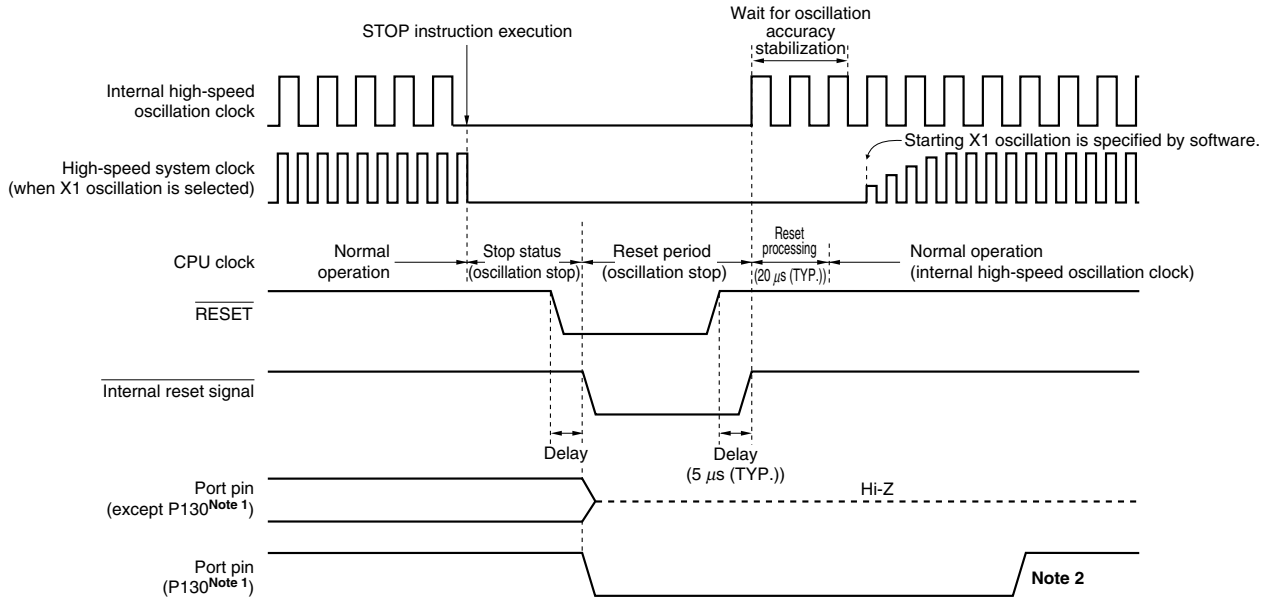 STOP instruction execution
Wait for oscillation
accuracy
stabilization
Internal high-speed
oscillation clock
Starting X1 oscillation is specified by software.
High-speed system clock
(when X1 oscillation is selected)
CPU clock
Normal
operation
Stop status
(oscillation stop)
Reset period
(oscillation stop)
Reset
processing
(20 μs (TYP.))
Normal operation
(internal high-speed oscillation clock)
RESET
Internal reset signal
Delay
Delay
(5 μs (TYP.))
Port pin
(except P130Note 1)
Hi-Z
Port pin
(P130Note 1)
Note 2